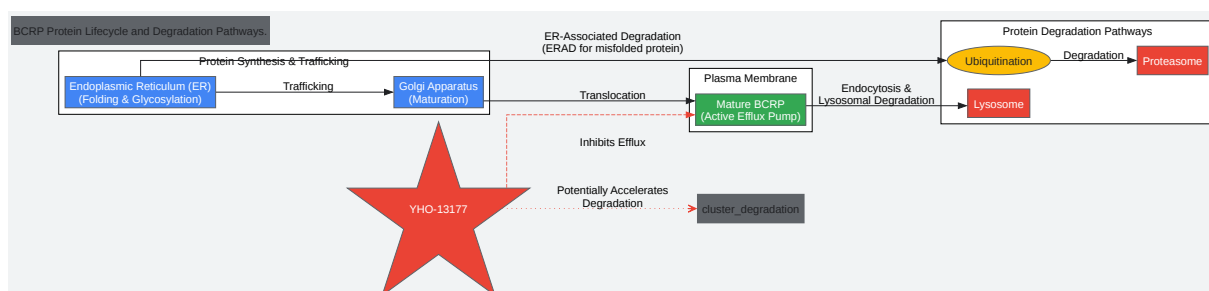 BCRP Protein Lifecycle and Degradation Pathways.
ER-Associated Degradation
(ERAD for misfolded protein)
Protein Degradation Pathways
Protein Synthesis & Trafficking
Endoplasmic Reticulum (ER)
(Folding & Glycosylation)
Trafficking
Golgi Apparatus
(Maturation)
Translocation
Plasma Membrane
Mature BCRP
(Active Efflux Pump)
Endocytosis &
Lysosomal Degradation
Ubiquitination
Degradation
Proteasome
Lysosome
Inhibits Efflux
YHO-13177
Potentially Accelerates
Degradation
cluster_degradation